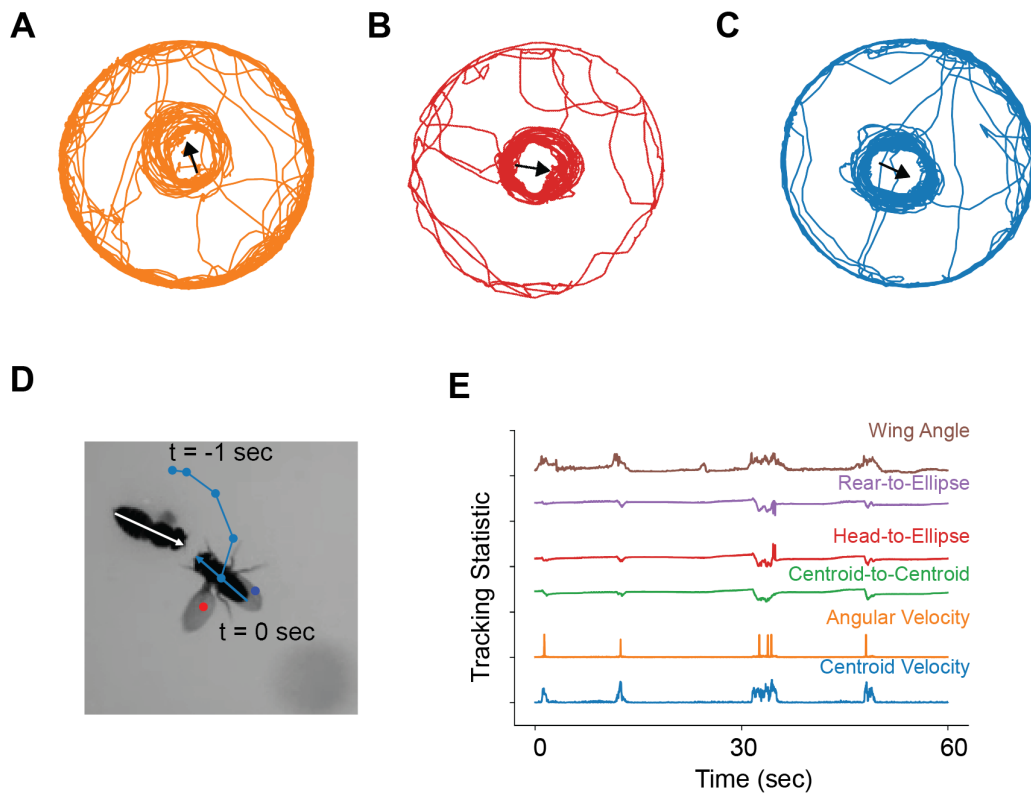 A
B
C
D
t = -1 sec
t = 0 sec
E
Tracking Statistic
Wing Angle
Rear-to-Ellipse
Head-to-Ellipse
Centroid-to-Centroid
Angular Velocity
Centroid Velocity
0
30
60
Time (sec)